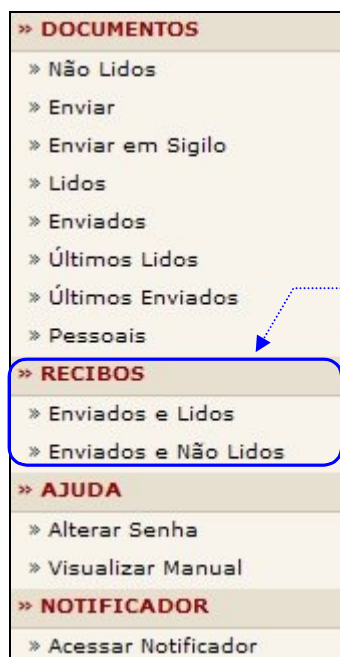 » DOCUMENTOS
» Não Lidos
» Enviar
» Enviar em Sigilo
» Lidos
» Enviados
» Últimos Lidos
» Últimos Enviados
» Pessoais
» RECIBOS
» Enviados e Lidos
» Enviados e Não Lidos
» AJUDA
» Alterar Senha
» Visualizar Manual
» NOTIFICADOR
» Acessar Notificador